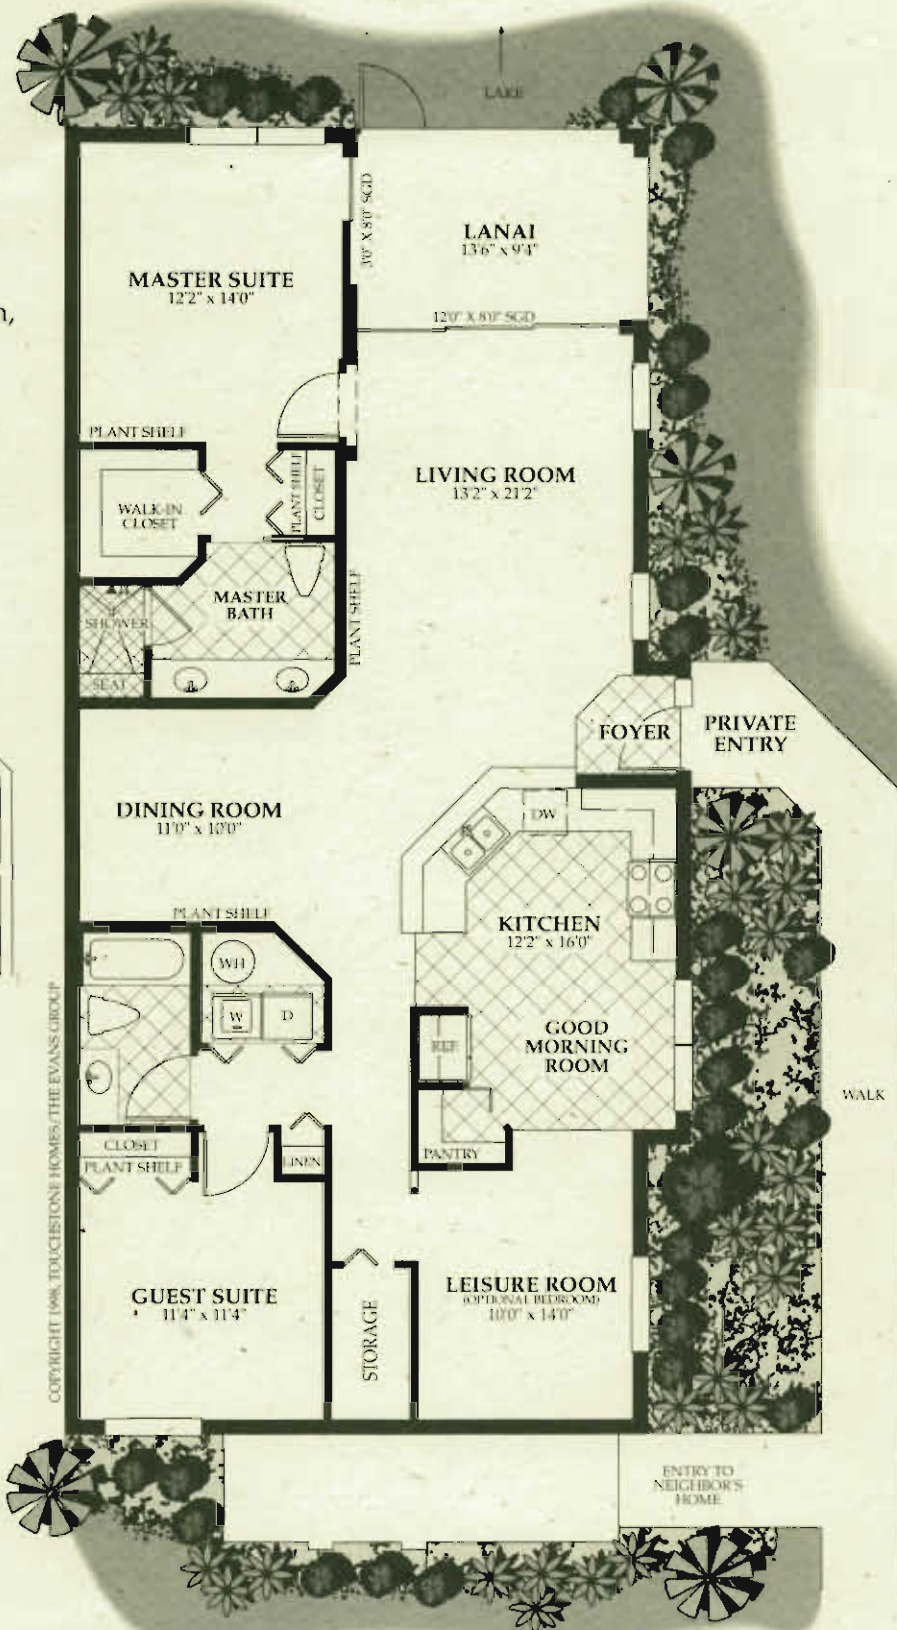 LAKE
LANAI
13'6" x 9'4"
3'0" X 8'0" SGD
MASTER SUITE
12'2" x 14'0"
12'0" X 8'0" SGD
PLANT SHELF
LIVING ROOM
13'2" x 21'2"
WALK-IN
CLOSET
PLANT SHELF
CLOSET
MASTER
BATH
SHOWER
SEAT
PLANT SHELF
FOYER
PRIVATE
ENTRY
DINING ROOM
11'0" x 10'0"
DW
PLANT SHELF
KITCHEN
12'2" x 16'0"
WH
W
D
REF
GOOD
MORNING
ROOM
WALK
CLOSET
PLANT SHELF
LINEN
PANTRY
GUEST SUITE
11'4" x 11'4"
STORAGE
LEISURE ROOM
(OPTIONAL BEDROOM)
10'0" x 14'0"
COPYRIGHT 1998, TOUCHSTONE HOMES/THE EVANS GROUP
ENTRY TO
NEIGHBOR'S
HOME